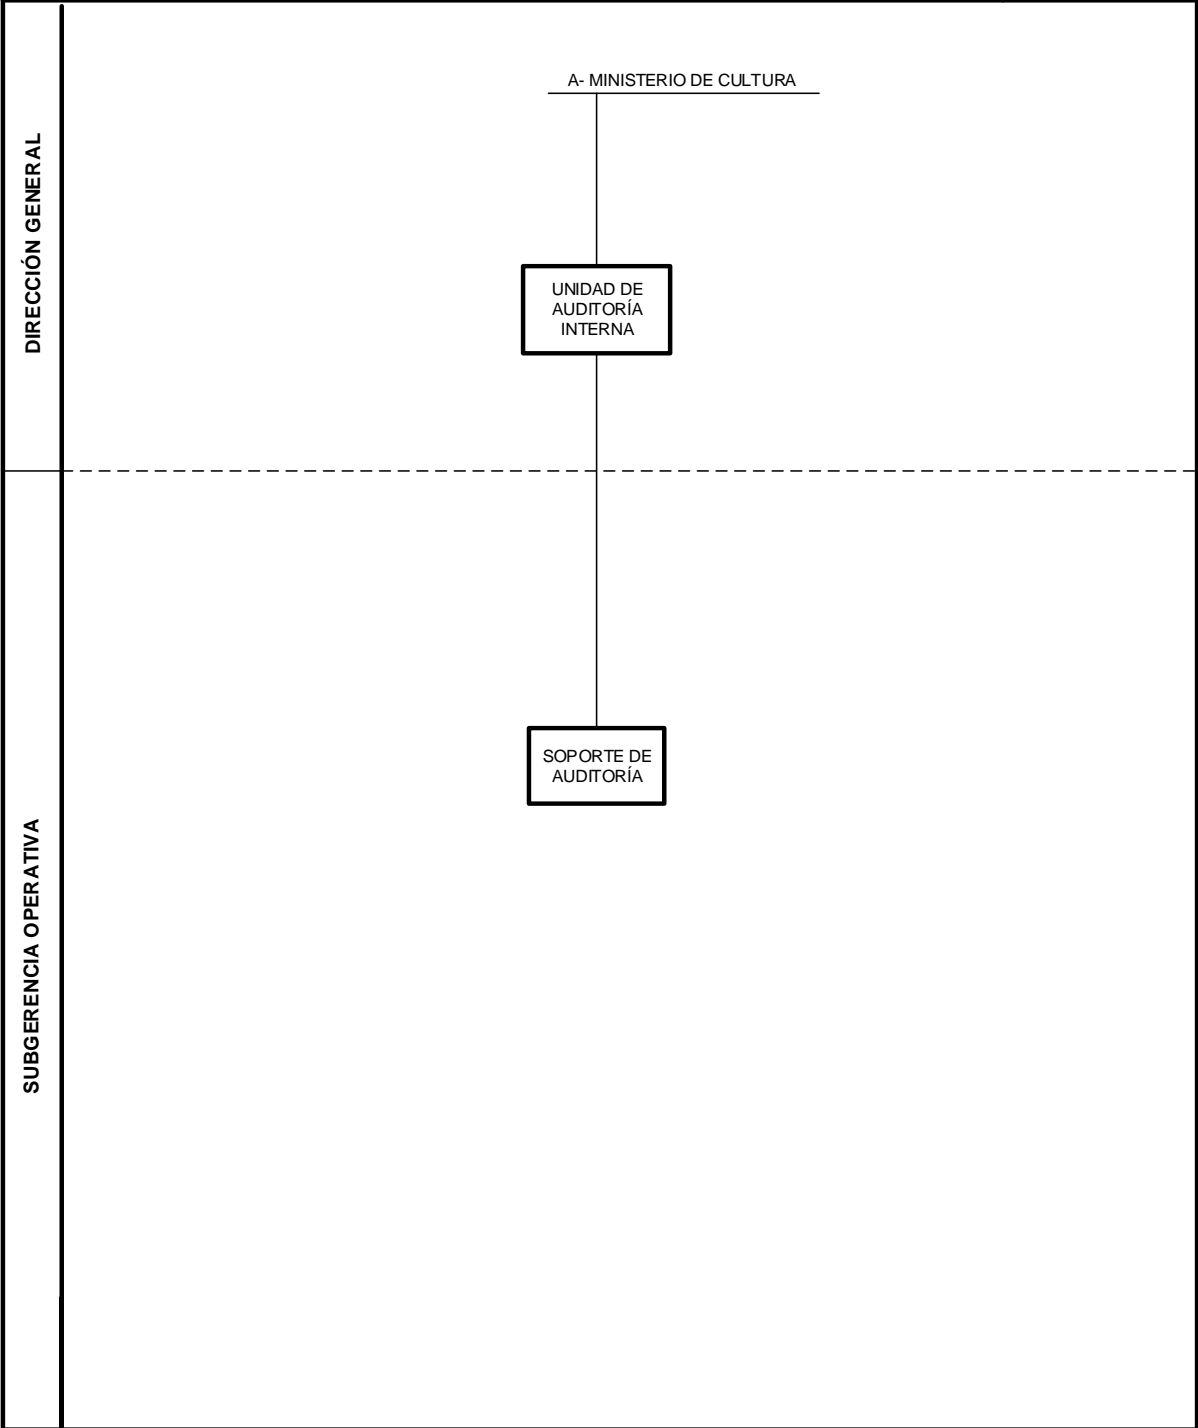 A- MINISTERIO DE CULTURA
DIRECCIÓN GENERAL
UNIDAD DE
AUDITORÍA
INTERNA
SOPORTE DE
AUDITORÍA
SUBGERENCIA OPERATIVA